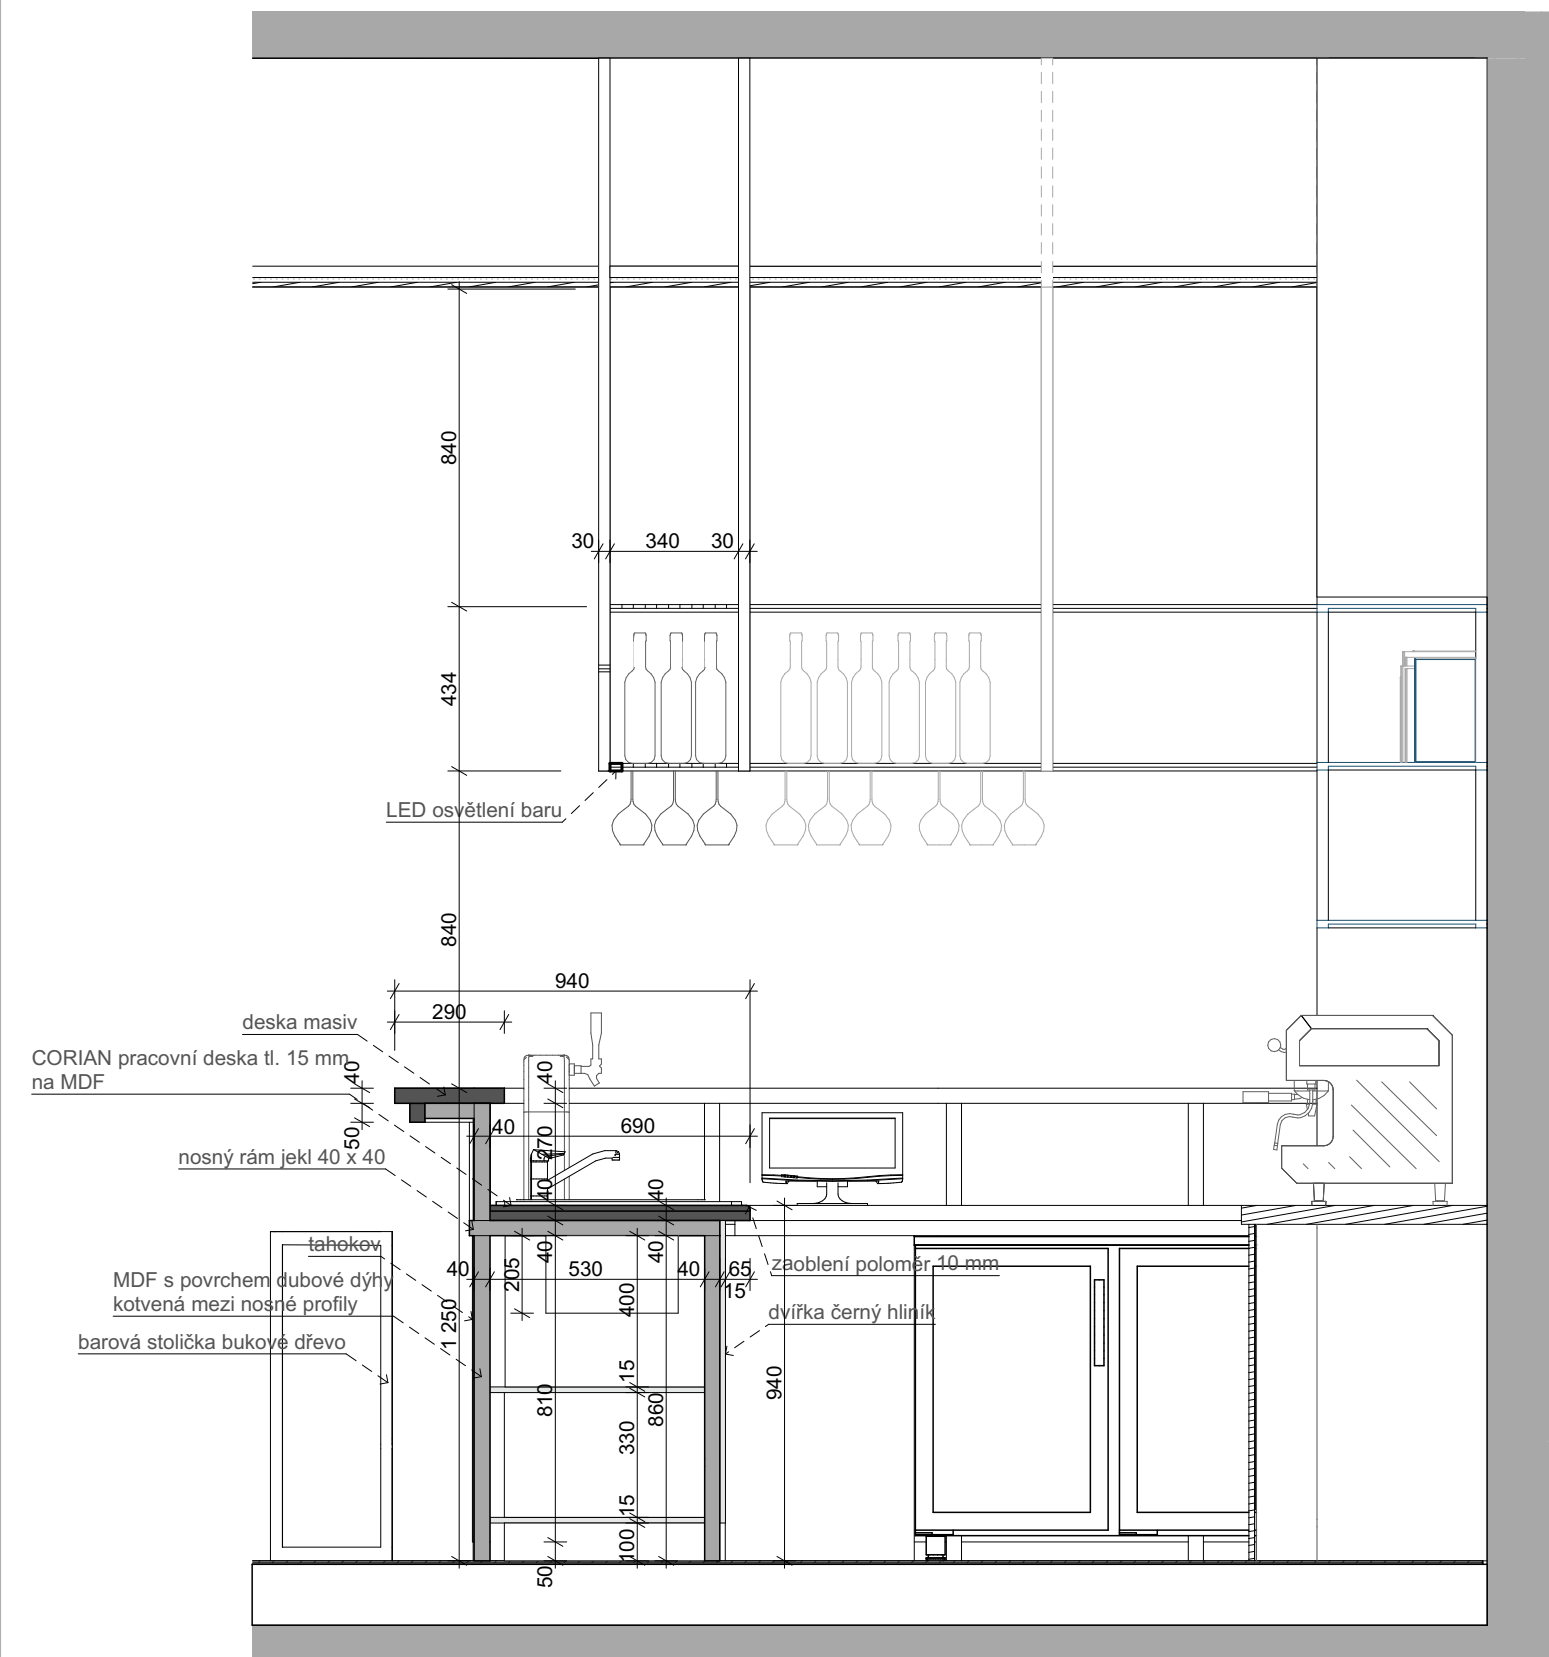 840
30 340 30
434
LED osvětlení baru
840
940
290
deska masiv
CORIAN pracovní deska tl. 15 mm
na MDF
40
40
50
40
270
690
nosný rám jekl 40 x 40
40
40
tahokov
40
40
205
40
530
40
65
15
zaoblení poloměr 10 mm
MDF s povrchem dubové dýhy
kotvená mezi nosné profily
400
dvířka černý hliník
1 250
barová stolička bukové dřevo
15
810
860
940
330
15
100
50